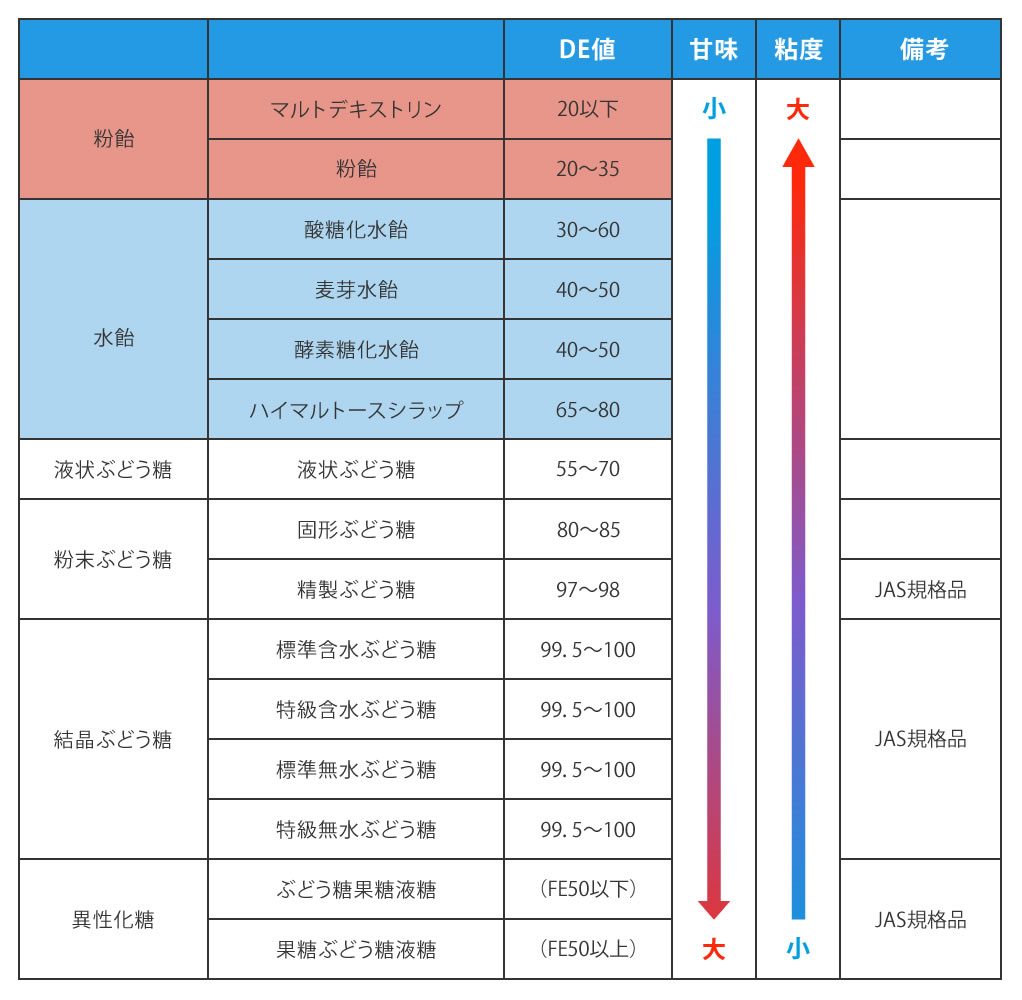 DE値 甘味 粘度 備考
粉飴 マルトデキストリン 20以下 小 大
粉飴 20～35
水飴 酸糖化水飴 30～60
麦芽水飴 40～50
酵素糖化水飴 40～50
ハイマルトースシラップ 65～80
液状ぶどう糖 液状ぶどう糖 55～70
粉末ぶどう糖 固形ぶどう糖 80～85
精製ぶどう糖 97～98 JAS規格品
結晶ぶどう糖 標準含水ぶどう糖 99.5～100 JAS規格品
特級含水ぶどう糖 99.5～100
標準無水ぶどう糖 99.5～100
特級無水ぶどう糖 99.5～100
異性化糖 ぶどう糖果糖液糖 （FE50以下） JAS規格品
果糖ぶどう糖液糖 （FE50以上） 大 小